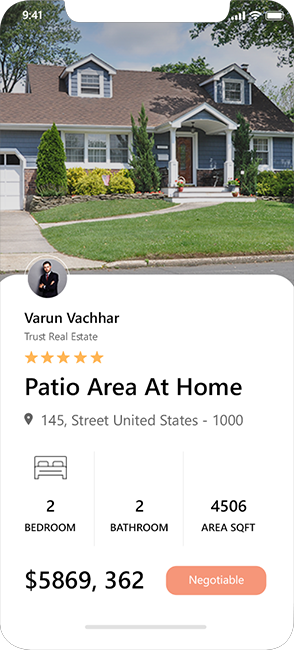 9:41
Varun Vachhar
Trust Real Estate
Patio Area At Home
145, Street United States - 1000
2 2 4506
BEDROOM BATHROOM AREA SQFT
$5869, 362 Negotiable